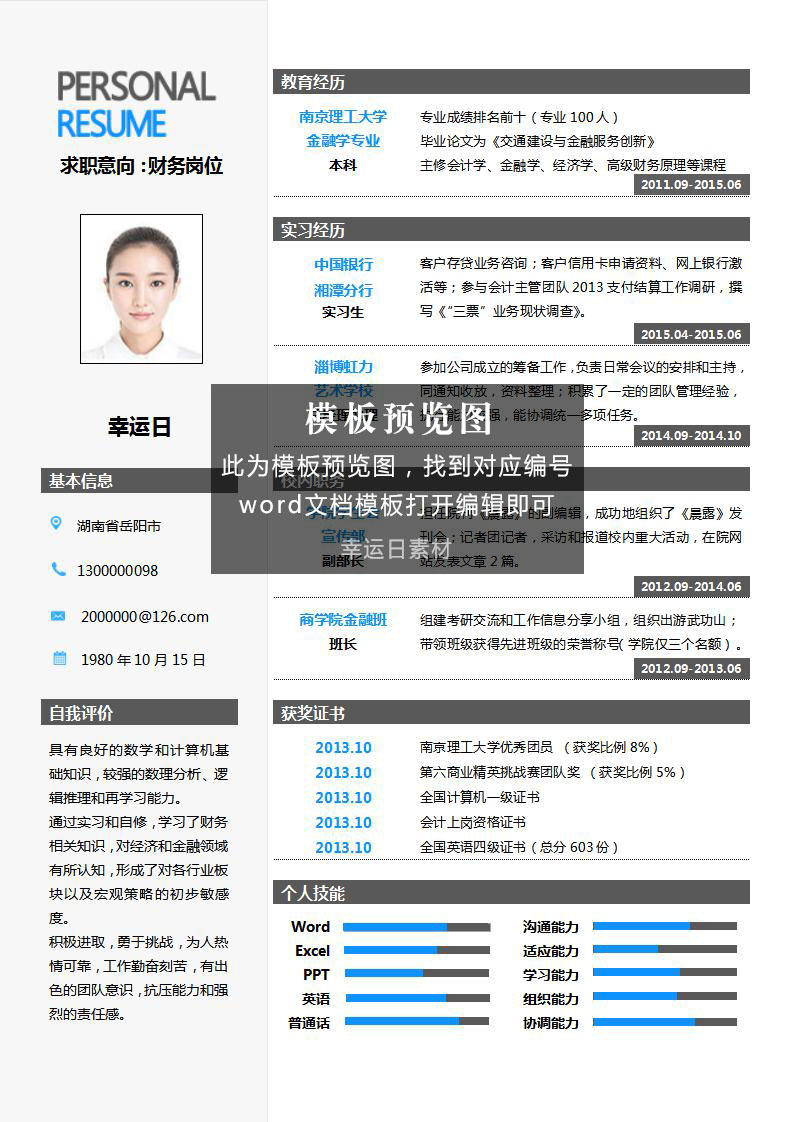 PERSONAL
RESUME
求职意向:财务岗位
幸运日
基本信息
湖南省岳阳市
1300000098
2000000@126.com
1980年10月15日
自我评价
具有良好的数学和计算机基
础知识,较强的数理分析、逻
辑推理和再学习能力。
通过实习和自修,学习了财务
相关知识,对经济和金融领域
有所认知,形成了对各行业板
块以及宏观策略的初步敏感
度。
积极进取,勇于挑战,为人热
情可靠,工作勤奋刻苦,有出
色的团队意识,抗压能力和强
烈的责任感。
教育经历
南京理工大学
金融学专业
本科
专业成绩排名前十(专业100人)
毕业论文为《交通建设与金融服务创新》
主修会计学、金融学、经济学、高级财务原理等课程
2011.09-2015.06
实习经历
中国银行
湘潭分行
实习生
客户存贷业务咨询;客户信用卡申请资料、网上银行激
活等;参与会计主管团队2013支付结算工作调研,撰
写《“三票”业务现状调查》。
2015.04-2015.06
淄博虹力
艺术学校
参加公司成立的筹备工作,负责日常会议的安排和主持,
同通知收放,资料整理;积累了一定的团队管理经验,
强,能协调统一多项任务。
2014.09-2014.10
校内职务
宣传部
副部长
《晨露》的副编辑,成功地组织了《晨露》发
刊会;记者团记者,采访和报道校内重大活动,在院网
站发表文章2篇。
2012.09-2014.06
商学院金融班
班长
组建考研交流和工作信息分享小组,组织出游武功山;
带领班级获得先进班级的荣誉称号(学院仅三个名额)。
2012.09-2013.06
获奖证书
2013.10 南京理工大学优秀团员 (获奖比例8%)
2013.10 第六商业精英挑战赛团队奖 (获奖比例5%)
2013.10 全国计算机一级证书
2013.10 会计上岗资格证书
2013.10 全国英语四级证书(总分603份)
个人技能
Word
Excel
PPT
英语
普通话
沟通能力
适应能力
学习能力
组织能力
协调能力
模板预览图
此为模板预览图,找到对应编号
word文档模板打开编辑即可
幸运日素材